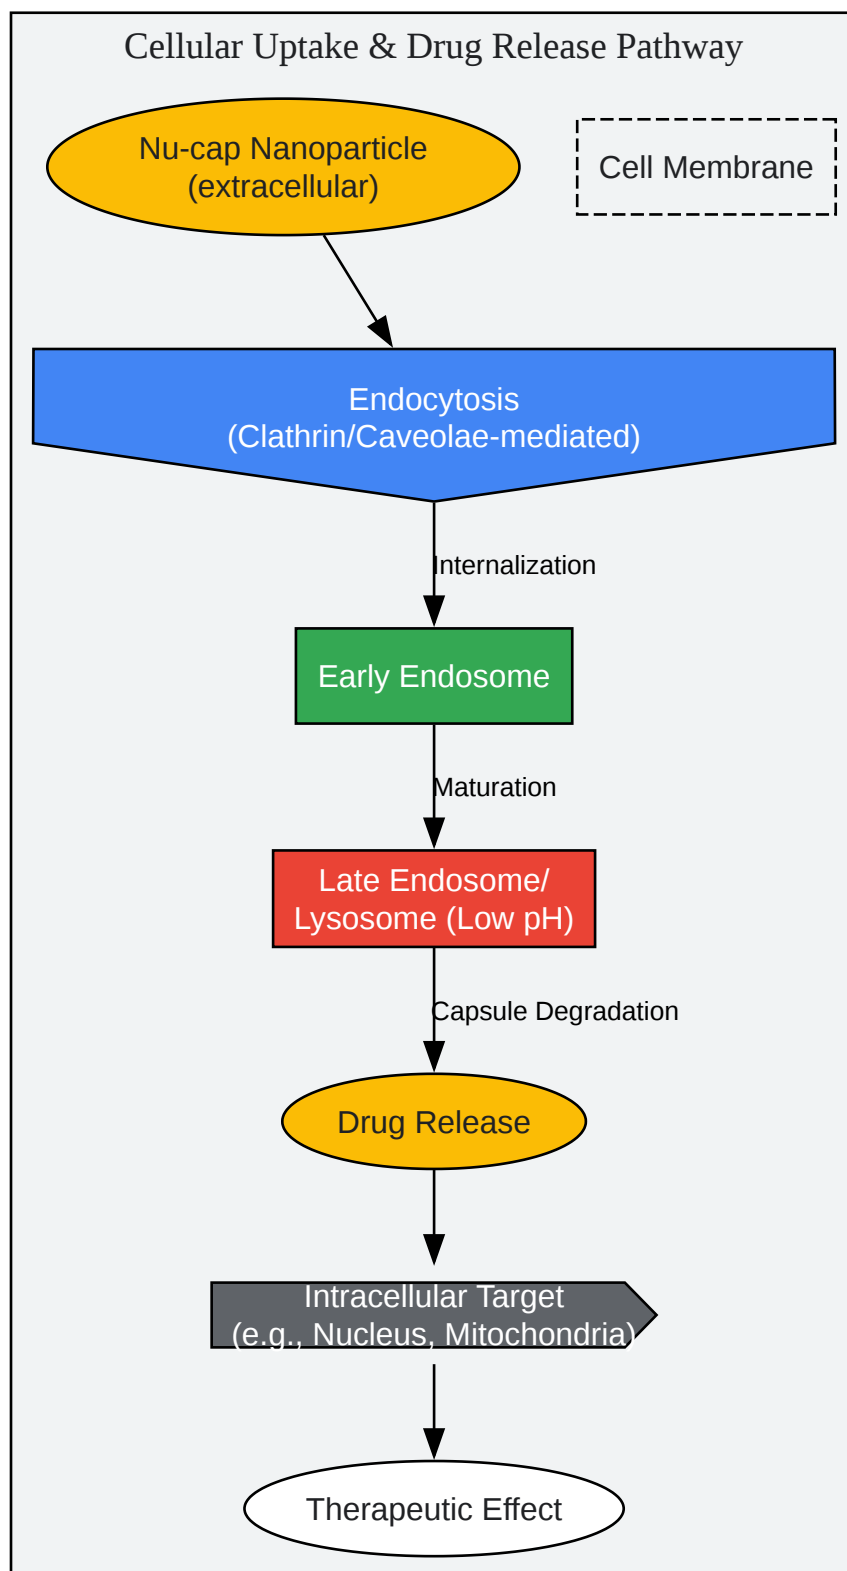 Cellular Uptake & Drug Release Pathway
Nu-cap Nanoparticle
(extracellular)
Cell Membrane
Endocytosis
(Clathrin/Caveolae-mediated)
Internalization
Early Endosome
Maturation
Late Endosome/
Lysosome (Low pH)
Capsule Degradation
Drug Release
Intracellular Target
(e.g., Nucleus, Mitochondria)
Therapeutic Effect